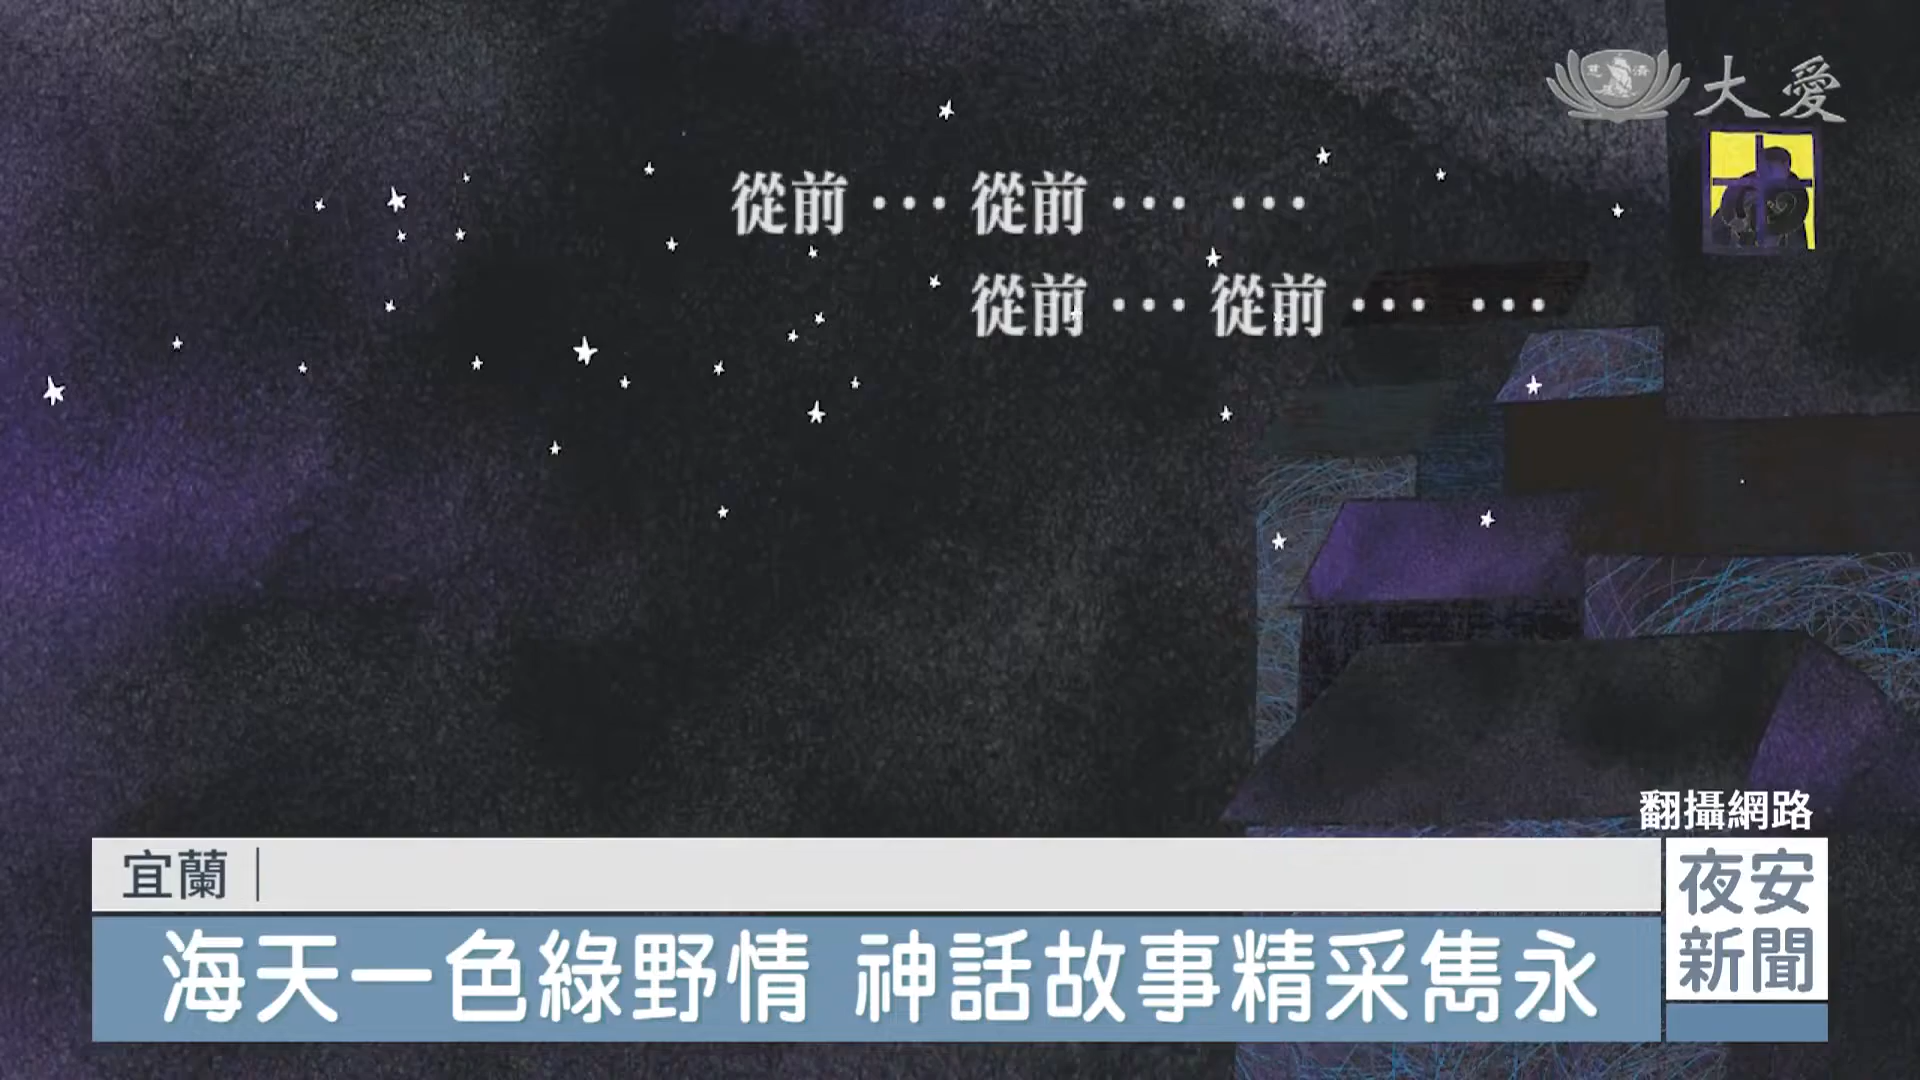 大愛
從前… 從前… …
從前… 從前… …
翻攝網路
宜蘭
夜安
新聞
海天一色綠野情 神話故事精采雋永